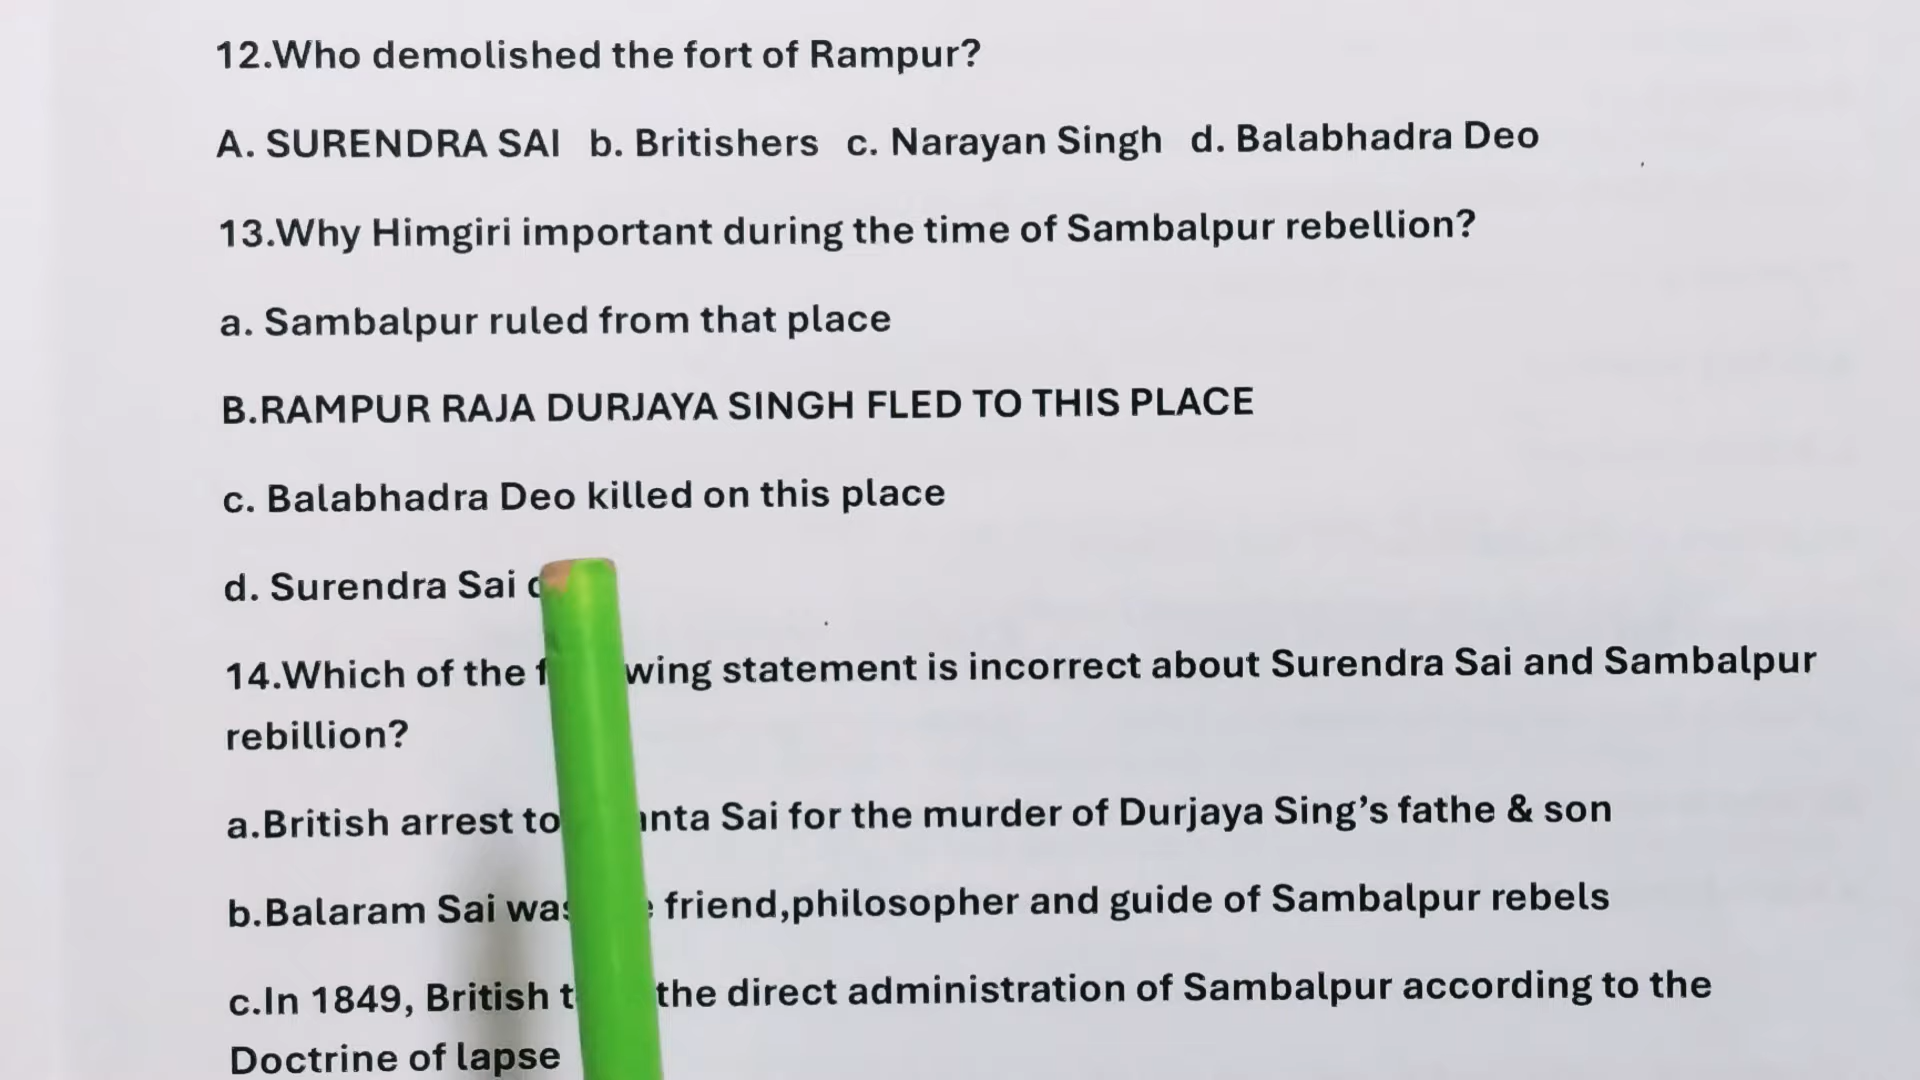 12.Who demolished the fort of Rampur?
A. SURENDRA SAI b. Britishers c. Narayan Singh d. Balabhadra Deo
13.Why Himgiri important during the time of Sambalpur rebellion?
a. Sambalpur ruled from that place
B.RAMPUR RAJA DURJAYA SINGH FLED TO THIS PLACE
c. Balabhadra Deo killed on this place
d. Surendra Sai
14.Which of the statement is incorrect about Surendra Sai and Sambalpur
rebillion?
a.British arrest to Sai for the murder of Durjaya Sing's fathe & son
b.Balaram Sai friend,philosopher and guide of Sambalpur rebels
c.In 1849, British the direct administration of Sambalpur according to the
Doctrine of lapse